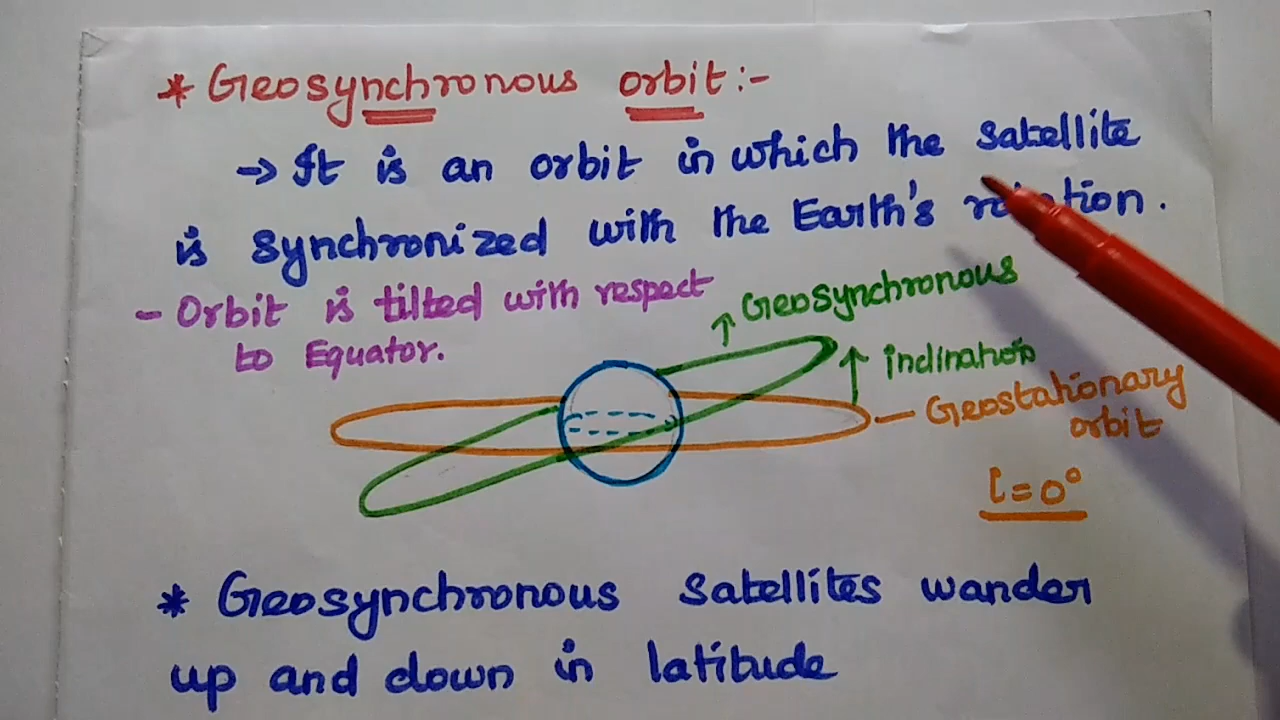 * Geosynchronous orbit:-
→ It is an orbit in which the satellite
is synchronized with the Earth's rotation.
- Orbit is tilted with respect
to Equator.
↑ Geosynchronous
inclination
Geostationary
orbit
i=0°
* Geosynchronous satellites wander
up and down in latitude